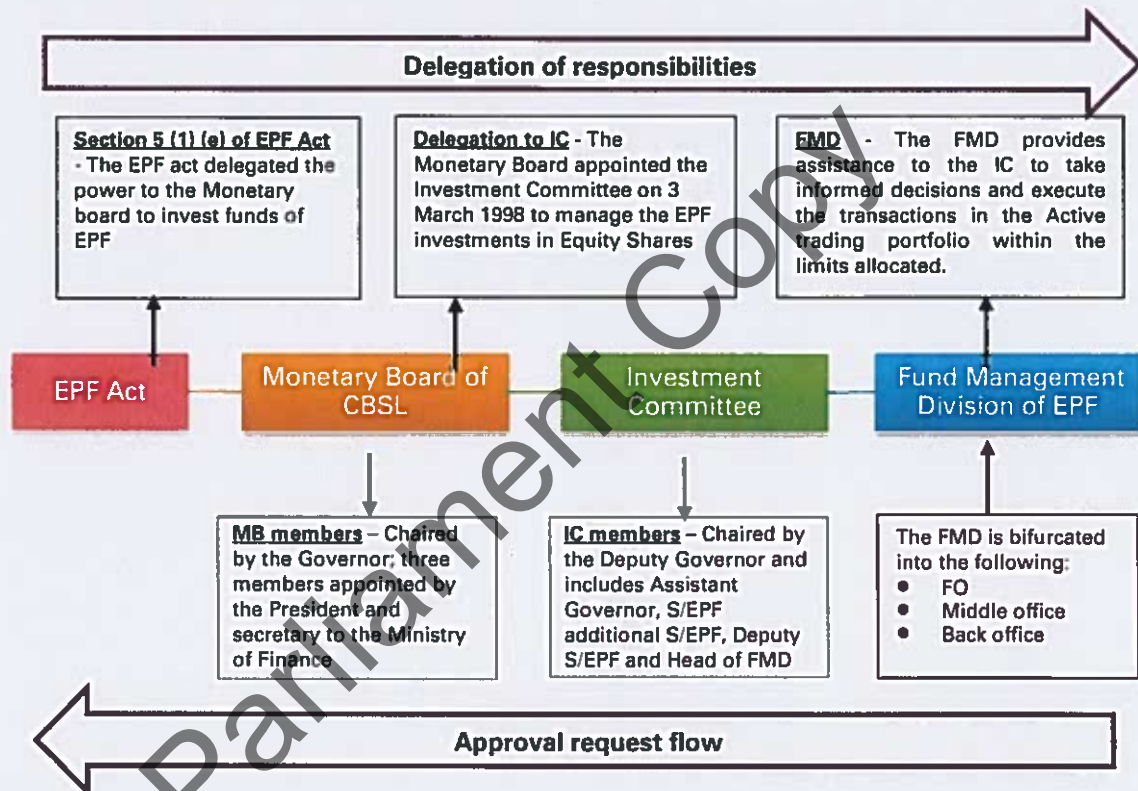 Delegation of responsibilities
Section 5 (1) (e) of EPF Act
- The EPF act delegated the
power to the Monetary
board to invest funds of
EPF
Delegation to IC - The
Monetary Board appointed the
Investment Committee on 3
March 1998 to manage the EPF
investments in Equity Shares
FMD - The FMD provides
assistance to the IC to take
informed decisions and execute
the transactions in the Active
trading portfolio within the
limits allocated.
EPF Act
Monetary Board of
CBSL
Investment
Committee
Fund Management
Division of EPF
MB members – Chaired
by the Governor; three
members appointed by
the President and
secretary to the Ministry
of Finance
IC members – Chaired by
the Deputy Governor and
includes Assistant
Governor, S/EPF
additional S/EPF, Deputy
S/EPF and Head of FMD
The FMD is bifurcated
into the following:
● FO
● Middle office
● Back office
Approval request flow
Parliament Copy